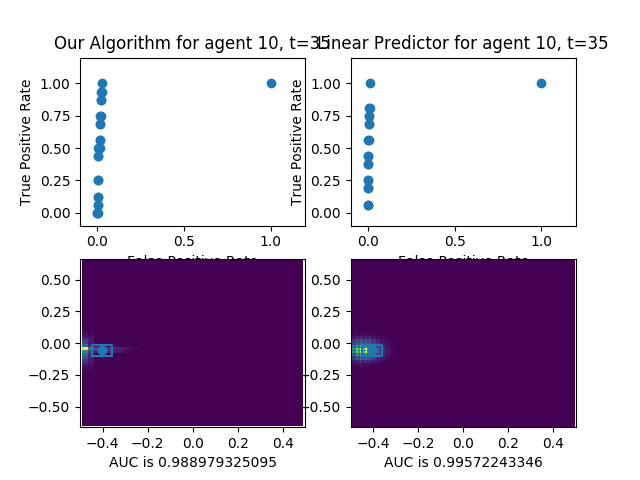 Our Algorithm for agent 10, t=35
Linear Predictor for agent 10, t=35
True Positive Rate
1.00
0.75
0.50
0.25
0.00
0.0 0.5 1.0
False Positive Rate
True Positive Rate
1.00
0.75
0.50
0.25
0.00
0.0 0.5 1.0
False Positive Rate
0.50
0.25
0.00
−0.25
−0.50
−0.4 −0.2 0.0 0.2 0.4
AUC is 0.988979325095
0.50
0.25
0.00
−0.25
−0.50
−0.4 −0.2 0.0 0.2 0.4
AUC is 0.99572243346